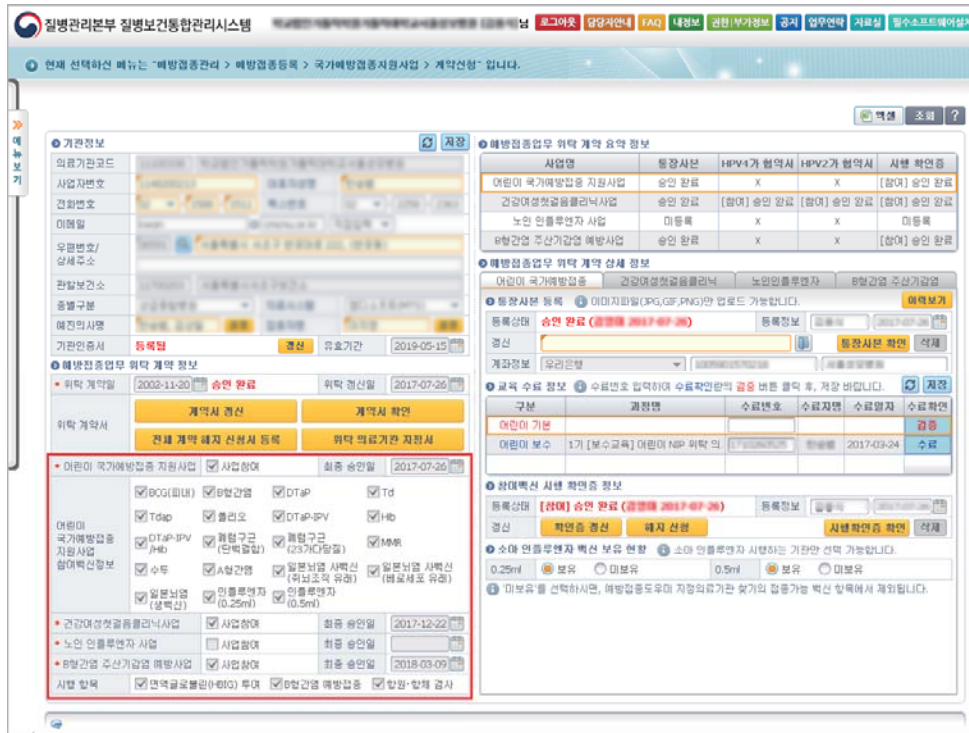 질병관리본부 질병보건통합관리시스템
님 로그아웃 담당자안내 FAQ 내정보 권한|부가정보 공지 업무연락 자료실 필수소프트웨어설치
현재 선택하신 메뉴는 "예방접종관리 > 예방접종등록 > 국가예방접종지원사업 > 계약신청" 입니다.
메뉴보기
엑셀 조회 ?
기관정보 저장
의료기관코드
사업자번호 대표자성명
전화번호 팩스번호
이메일
우편번호/
상세주소
관할보건소
종별구분 의료시스템
예진의사명
기관인증서 등록됨 갱신 유효기간 2019-05-15
예방접종업무 위탁 계약 정보
* 위탁 계약일 2002-11-20 승인 완료 위탁 갱신일 2017-07-26
위탁 계약서 계약서 갱신 계약서 확인
전체 계약 해지 신청서 등록 위탁 의료기관 지정서
* 어린이 국가예방접종 지원사업 사업참여 최종 승인일 2017-07-26
어린이
국가예방접종
지원사업
참여백신정보
BCG(피내) B형간염 DTaP Td
Tdap 폴리오 DTaP-IPV Hib
DTaP-IPV/Hib 폐렴구균(단백결합) 폐렴구균(23가다당질) MMR
수두 A형간염 일본뇌염 사백신(쥐뇌조직 유래) 일본뇌염 사백신(베로세포 유래)
일본뇌염(생백신) 인플루엔자(0.25ml) 인플루엔자(0.5ml)
* 건강여성첫걸음클리닉사업 사업참여 최종 승인일 2017-12-22
* 노인 인플루엔자 사업 사업참여 최종 승인일
* B형간염 주산기감염 예방사업 사업참여 최종 승인일 2018-03-09
시행 항목 면역글로불린(HBIG) 투여 B형간염 예방접종 항원·항체 검사
예방접종업무 위탁 계약 요약 정보
사업명 통장사본 HPV4가 협약서 HPV2가 협약서 시행 확인증
어린이 국가예방접종 지원사업 승인 완료 X X [참여] 승인 완료
건강여성첫걸음클리닉사업 승인 완료 [참여] 승인 완료 [참여] 승인 완료 [참여] 승인 완료
노인 인플루엔자 사업 미등록 X X 미등록
B형간염 주산기감염 예방사업 승인 완료 X X [참여] 승인 완료
예방접종업무 위탁 계약 상세 정보
어린이 국가예방접종 건강여성첫걸음클리닉 노인인플루엔자 B형간염 주산기감염
통장사본 등록 이미지파일(JPG,GIF,PNG)만 업로드 가능합니다. 이력보기
등록상태 승인 완료 ( 2017-07-26) 등록정보
갱신 통장사본 확인 삭제
계좌정보 우리은행
교육 수료 정보 수료번호 입력하여 수료확인란의 검증 버튼 클릭 후, 저장 바랍니다. 저장
구분 과정명 수료번호 수료자명 수료일자 수료확인
어린이 기본 검증
어린이 보수 1기 [보수교육] 어린이 NIP 위탁 의 2017-03-24 수료
참여백신 시행 확인증 정보
등록상태 [참여] 승인 완료 ( 2017-07-26) 등록정보
갱신 확인증 갱신 해지 신청 시행확인증 확인 삭제
소아 인플루엔자 백신 보유 현황 소아 인플루엔자 시행하는 기관만 선택 가능합니다.
0.25ml 보유 미보유 0.5ml 보유 미보유
'미보유'를 선택하시면, 예방접종도우미 지정의료기관 찾기의 접종가능 백신 항목에서 제외됩니다.